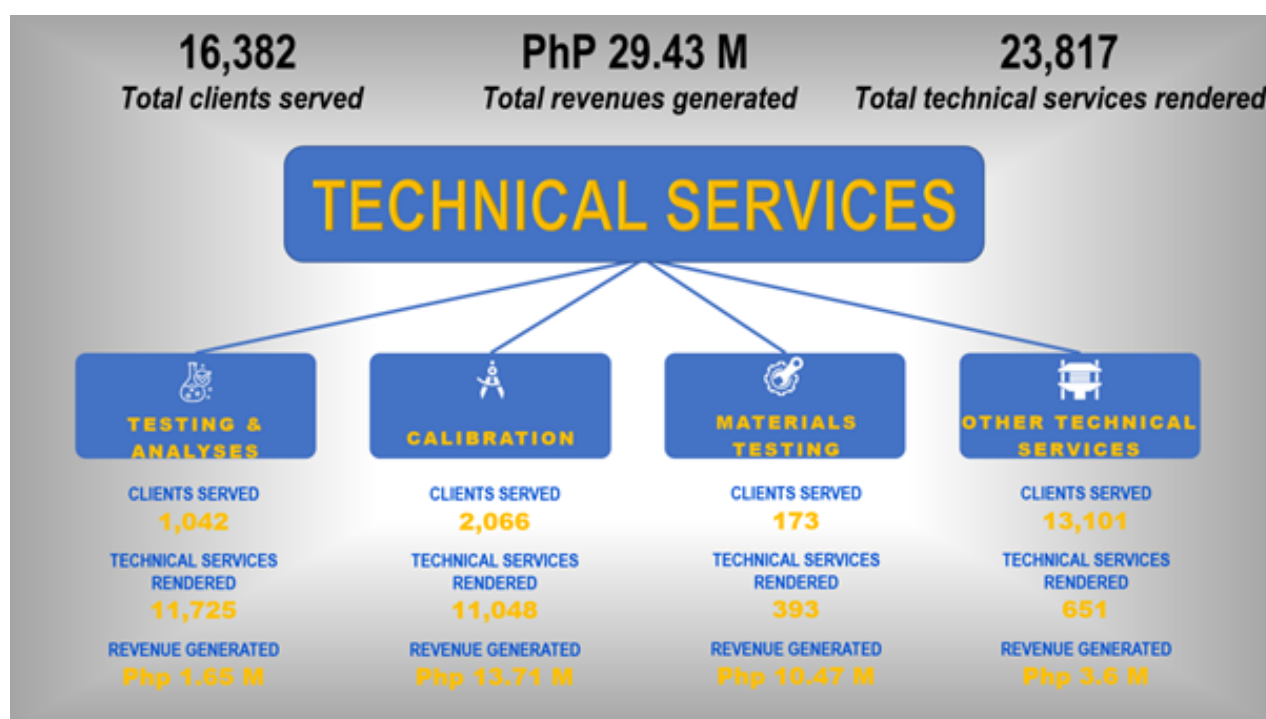 16,382
Total clients served
PhP 29.43 M
Total revenues generated
23,817
Total technical services rendered
TECHNICAL SERVICES
TESTING &
ANALYSES
CLIENTS SERVED
1,042
TECHNICAL SERVICES
RENDERED
11,725
REVENUE GENERATED
Php 1.65 M
CALIBRATION
CLIENTS SERVED
2,066
TECHNICAL SERVICES
RENDERED
11,048
REVENUE GENERATED
Php 13.71 M
MATERIALS
TESTING
CLIENTS SERVED
173
TECHNICAL SERVICES
RENDERED
393
REVENUE GENERATED
Php 10.47 M
OTHER TECHNICAL
SERVICES
CLIENTS SERVED
13,101
TECHNICAL SERVICES
RENDERED
651
REVENUE GENERATED
Php 3.6 M